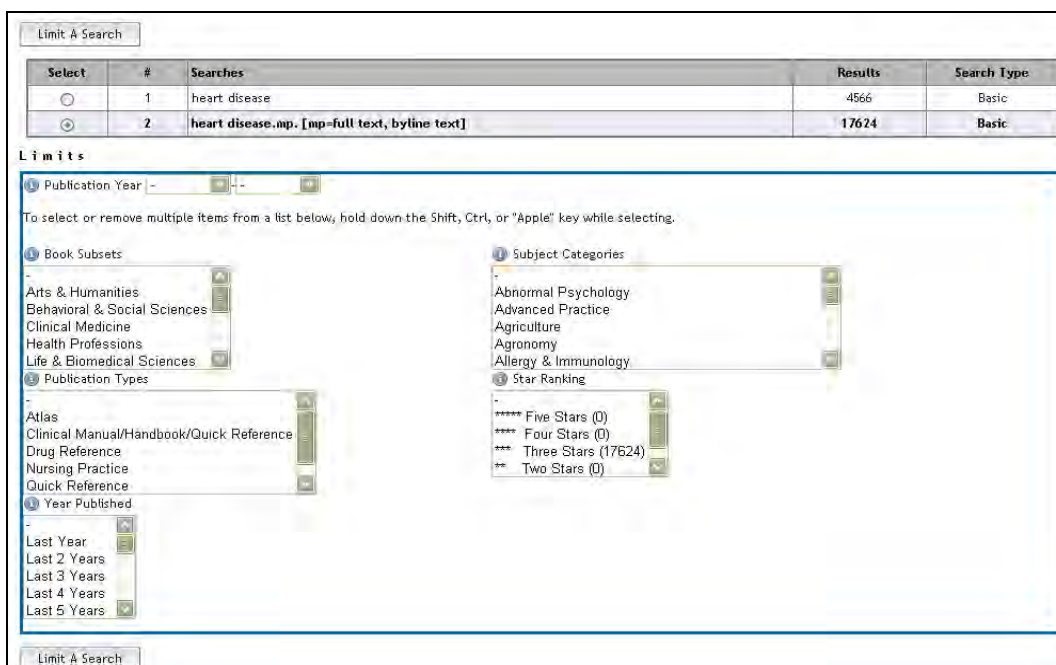 Limit A Search
Select # Searches Results Search Type
1 heart disease 4566 Basic
2 heart disease.mp. [mp=full text, byline text] 17624 Basic
Limits
Publication Year - - -
To select or remove multiple items from a list below, hold down the Shift, Ctrl, or "Apple" key while selecting.
Book Subsets
-
Arts & Humanities
Behavioral & Social Sciences
Clinical Medicine
Health Professions
Life & Biomedical Sciences
Subject Categories
-
Abnormal Psychology
Advanced Practice
Agriculture
Agronomy
Allergy & Immunology
Publication Types
-
Atlas
Clinical Manual/Handbook/Quick Reference
Drug Reference
Nursing Practice
Quick Reference
Star Ranking
-
***** Five Stars (0)
**** Four Stars (0)
*** Three Stars (17624)
** Two Stars (0)
Year Published
-
Last Year
Last 2 Years
Last 3 Years
Last 4 Years
Last 5 Years
Limit A Search